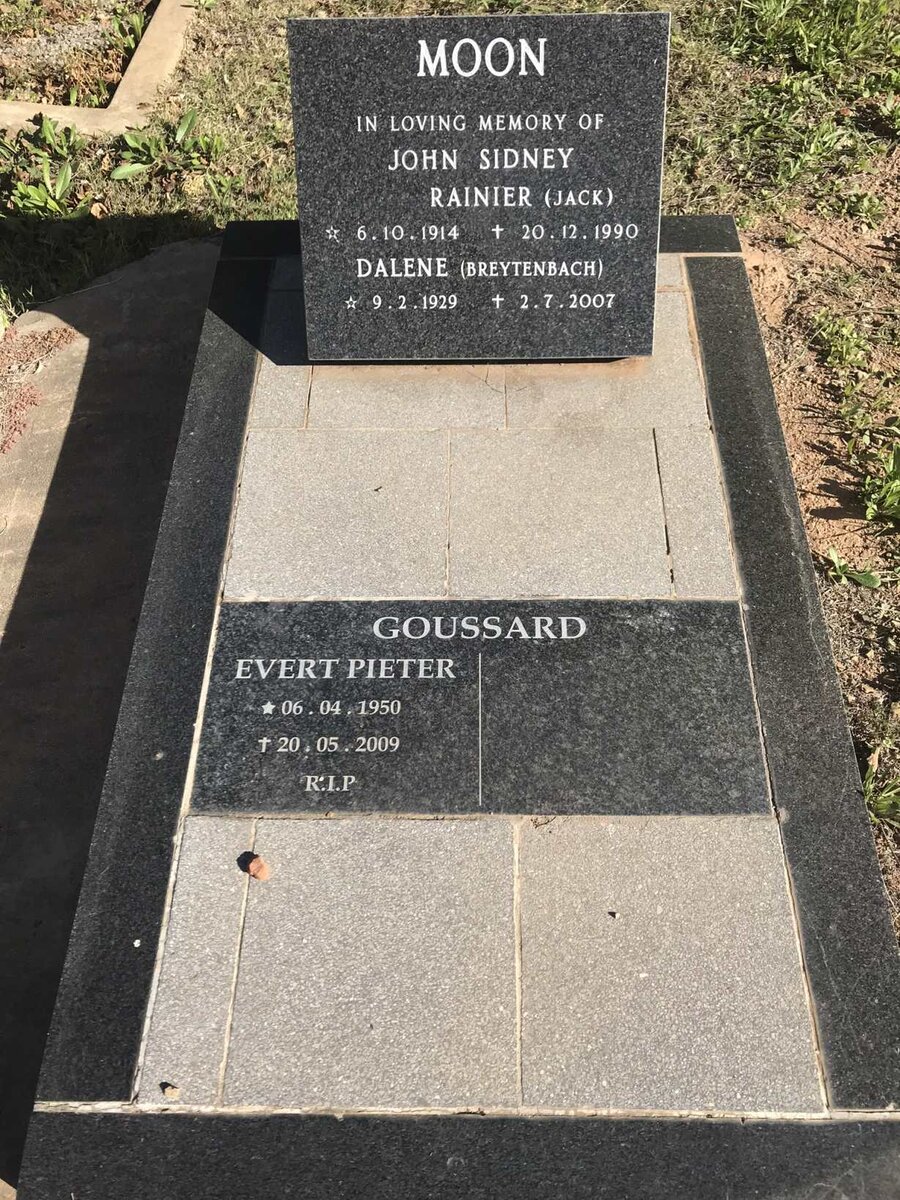 MOON
IN LOVING MEMORY OF
JOHN SIDNEY
RAINIER (JACK)
☆ 6.10.1914 ✝ 20.12.1990
DALENE (BREYTENBACH)
☆ 9.2.1929 ✝ 2.7.2007
GOUSSARD
EVERT PIETER
★ 06.04.1950
✝ 20.05.2009
R.I.P